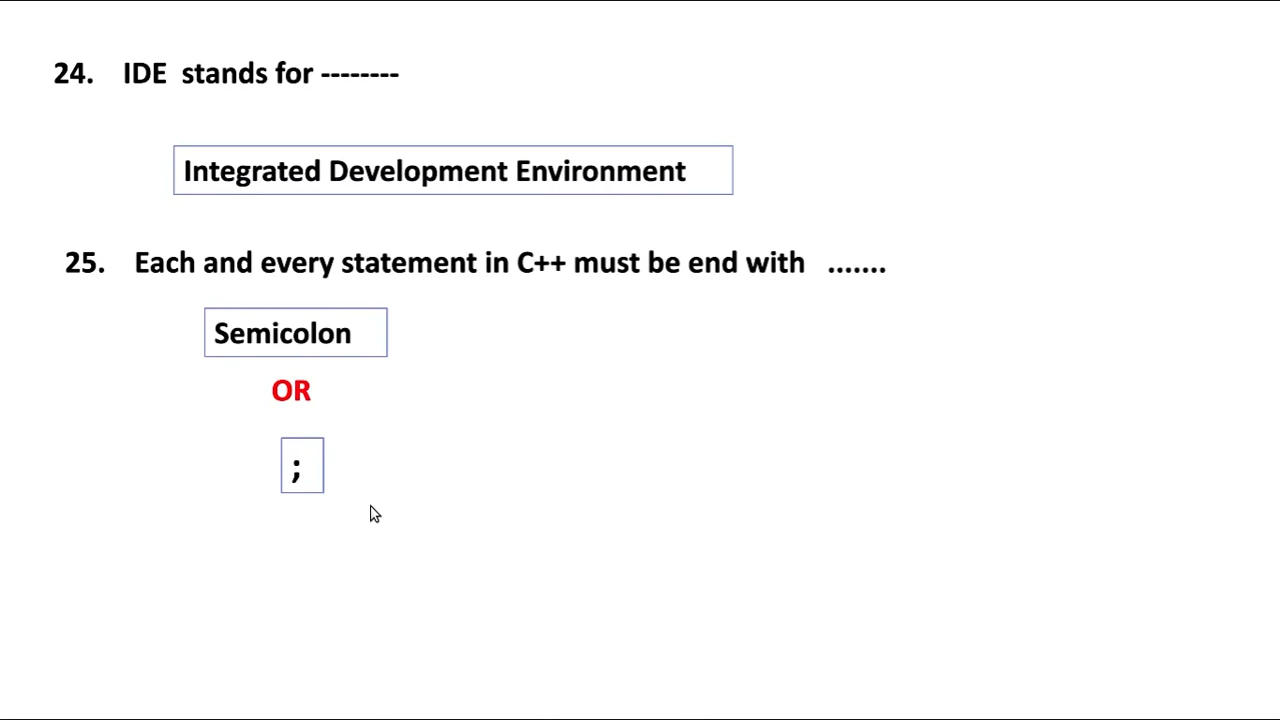 24. IDE stands for --------
Integrated Development Environment
25. Each and every statement in C++ must be end with .......
Semicolon
OR
;